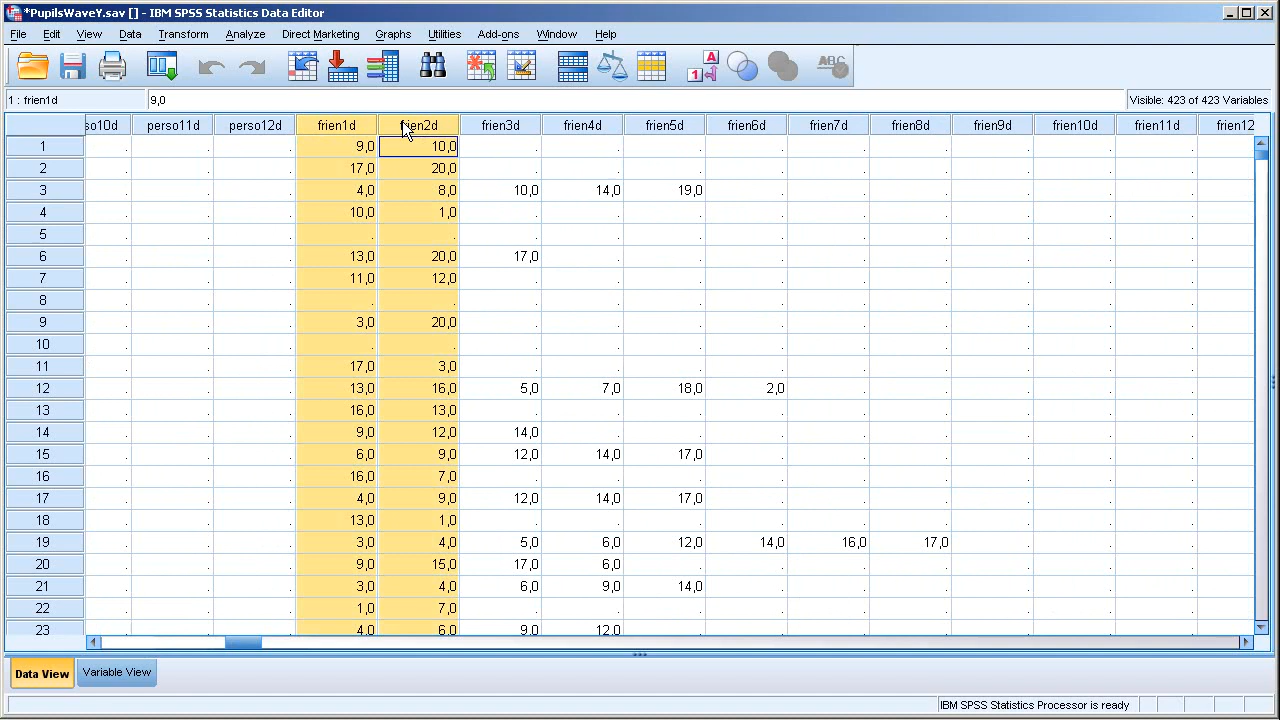 *PupilsWaveY.sav [] - IBM SPSS Statistics Data Editor
File Edit View Data Transform Analyze Direct Marketing Graphs Utilities Add-ons Window Help
1 : frien1d 9,0 Visible: 423 of 423 Variables
so10d perso11d perso12d frien1d frien2d frien3d frien4d frien5d frien6d frien7d frien8d frien9d frien10d frien11d frien12
1 . . . 9,0 10,0 . . . . . . . . . .
2 . . . 17,0 20,0 . . . . . . . . . .
3 . . . 4,0 8,0 10,0 14,0 19,0 . . . . . . .
4 . . . 10,0 1,0 . . . . . . . . . .
5 . . . . . . . . . . . . . . .
6 . . . 13,0 20,0 17,0 . . . . . . . . .
7 . . . 11,0 12,0 . . . . . . . . . .
8 . . . . . . . . . . . . . . .
9 . . . 3,0 20,0 . . . . . . . . . .
10 . . . . . . . . . . . . . . .
11 . . . 17,0 3,0 . . . . . . . . . .
12 . . . 13,0 16,0 5,0 7,0 18,0 2,0 . . . . . .
13 . . . 16,0 13,0 . . . . . . . . . .
14 . . . 9,0 12,0 14,0 . . . . . . . . .
15 . . . 6,0 9,0 12,0 14,0 17,0 . . . . . . .
16 . . . 16,0 7,0 . . . . . . . . . .
17 . . . 4,0 9,0 12,0 14,0 17,0 . . . . . . .
18 . . . 13,0 1,0 . . . . . . . . . .
19 . . . 3,0 4,0 5,0 6,0 12,0 14,0 16,0 17,0 . . . .
20 . . . 9,0 15,0 17,0 6,0 . . . . . . . .
21 . . . 3,0 4,0 6,0 9,0 14,0 . . . . . . .
22 . . . 1,0 7,0 . . . . . . . . . .
23 . . . 4,0 6,0 9,0 12,0 . . . . . . . .
Data View Variable View
IBM SPSS Statistics Processor is ready